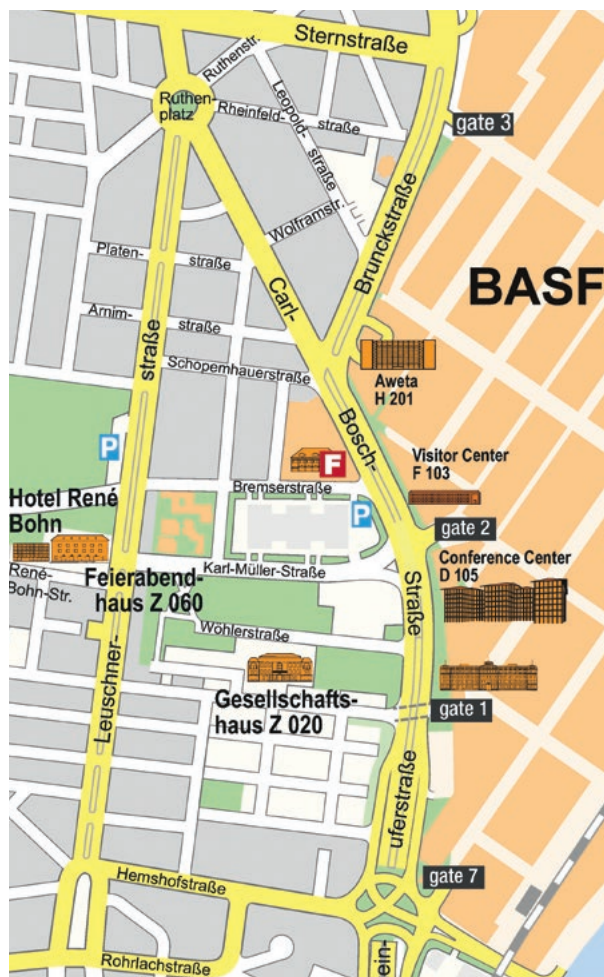 Sternstraße
Ruthenstr.
Ruthen-
platz
Rheinfeld-
straße
Leopold-
straße
gate 3
Wolframstr.
Brunckstraße
BASF
Platen-
straße
Carl-
Arnim-
straße
straße
Schopemhauerstraße
Aweta
H 201
Bosch-
P
F
Visitor Center
F 103
Hotel René
Bohn
Bremserstraße
P
gate 2
Conference Center
D 105
René-
Bohn-Str.
Feierabend-
haus Z 060
Karl-Müller-Straße
Straße
Wöhlerstraße
Leuschner-
Gesellschafts-
haus Z 020
gate 1
uferstraße
Hemshofstraße
gate 7
Rohrlachstraße
ein-